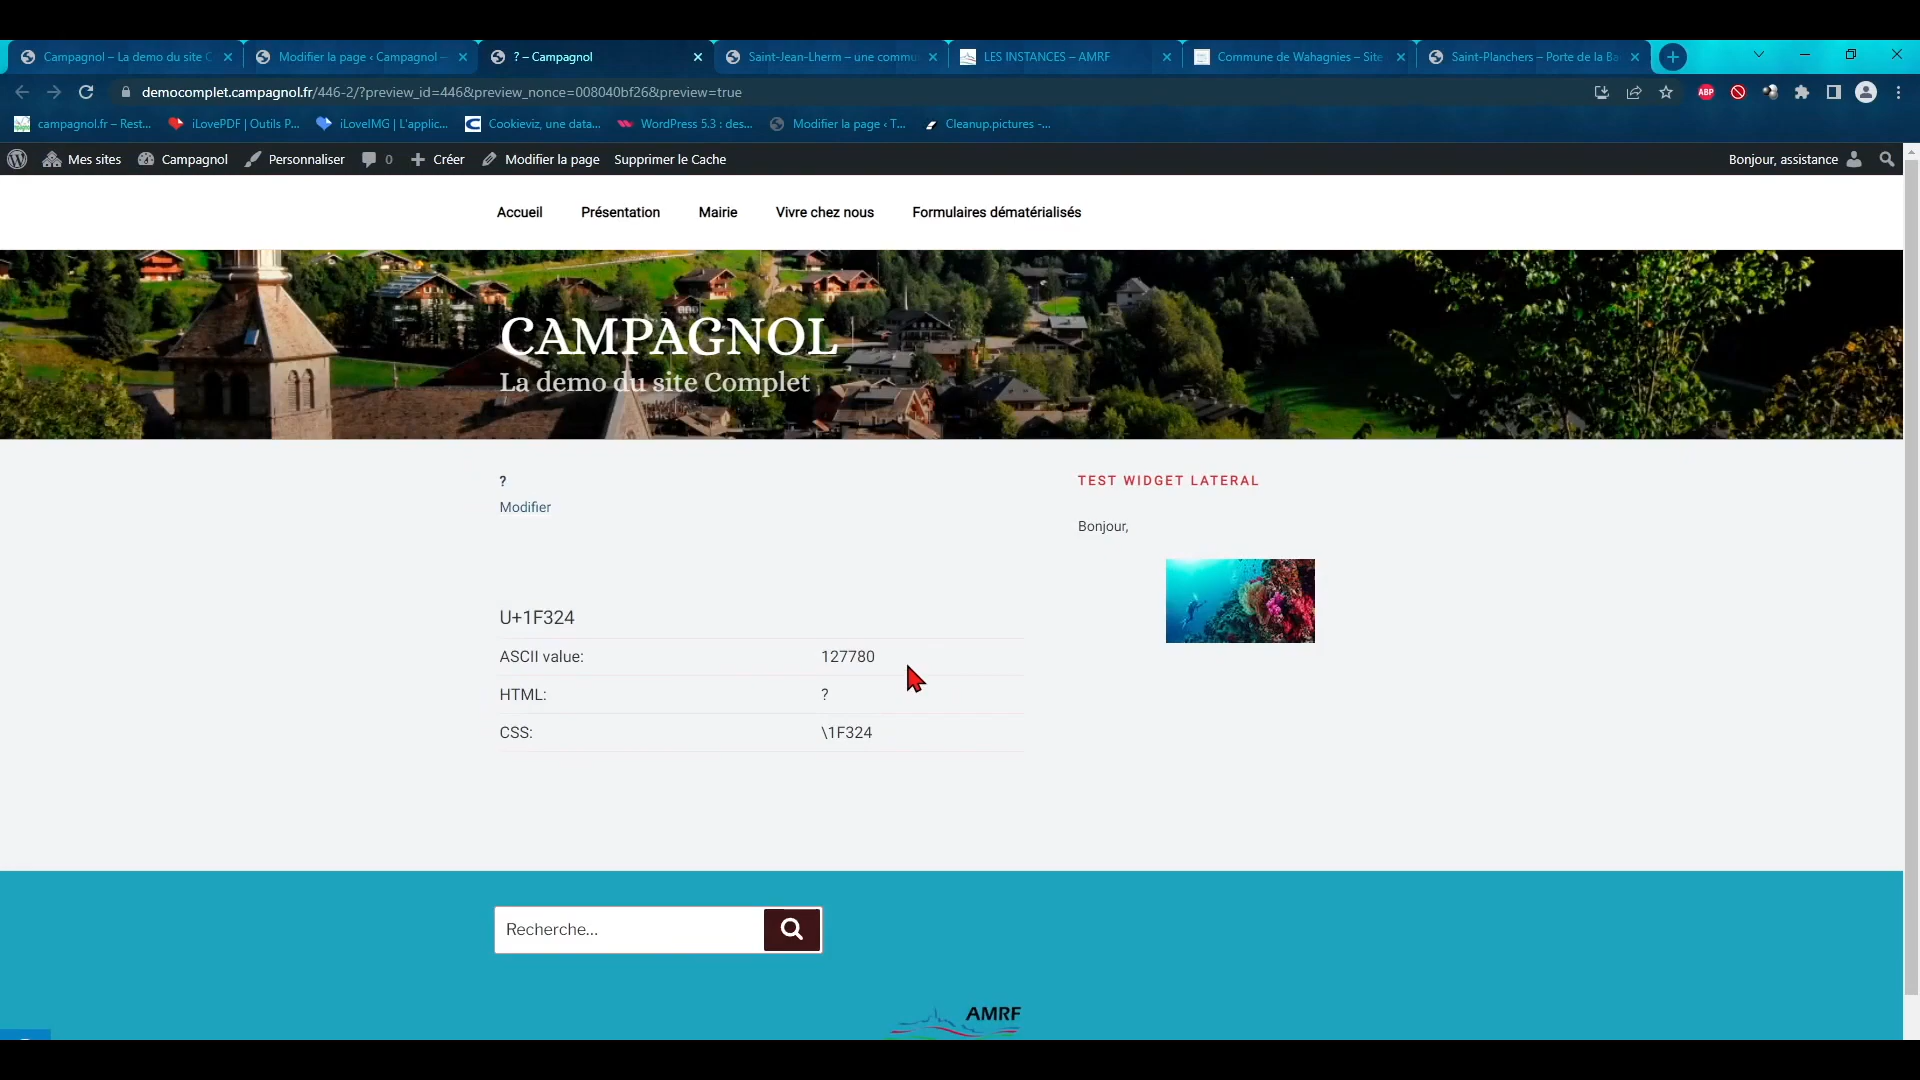 Campagnol – La demo du site C
Modifier la page ‹ Campagnol –
? – Campagnol
Saint-Jean-Lherm – une commu
LES INSTANCES – AMRF
Commune de Wahagnies – Site
Saint-Planchers – Porte de la Ba
democomplet.campagnol.fr/446-2/?preview_id=446&preview_nonce=008040bf26&preview=true
ABP
campagnol.fr – Rest...
iLovePDF | Outils P...
iLoveIMG | L'applic...
Cookieviz, une data...
WordPress 5.3 : des...
Modifier la page ‹ T...
Cleanup.pictures -...
Mes sites
Campagnol
Personnaliser
0
Créer
Modifier la page
Supprimer le Cache
Bonjour, assistance
Accueil
Présentation
Mairie
Vivre chez nous
Formulaires dématérialisés
CAMPAGNOL
La demo du site Complet
?
Modifier
U+1F324
ASCII value: 127780
HTML: ?
CSS: \1F324
TEST WIDGET LATERAL
Bonjour,
Recherche...
AMRF